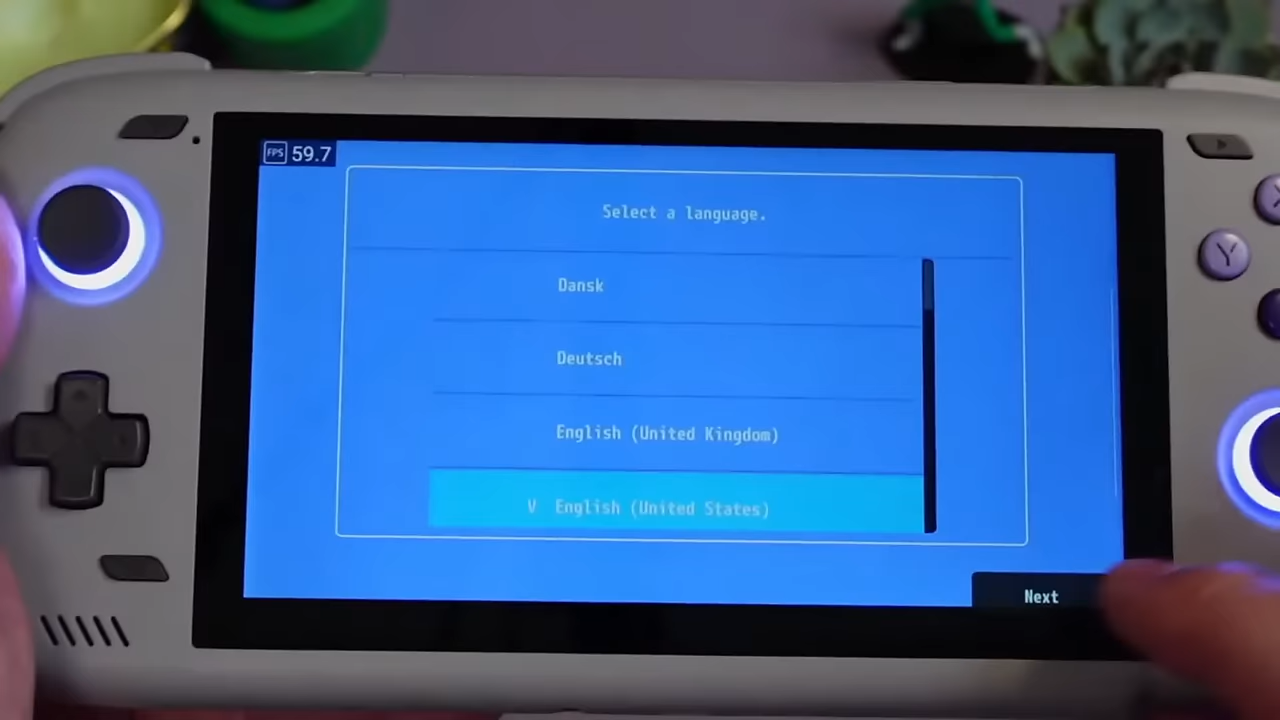 FPS 59.7
Select a language.
Dansk
Deutsch
English (United Kingdom)
V English (United States)
Next
Y